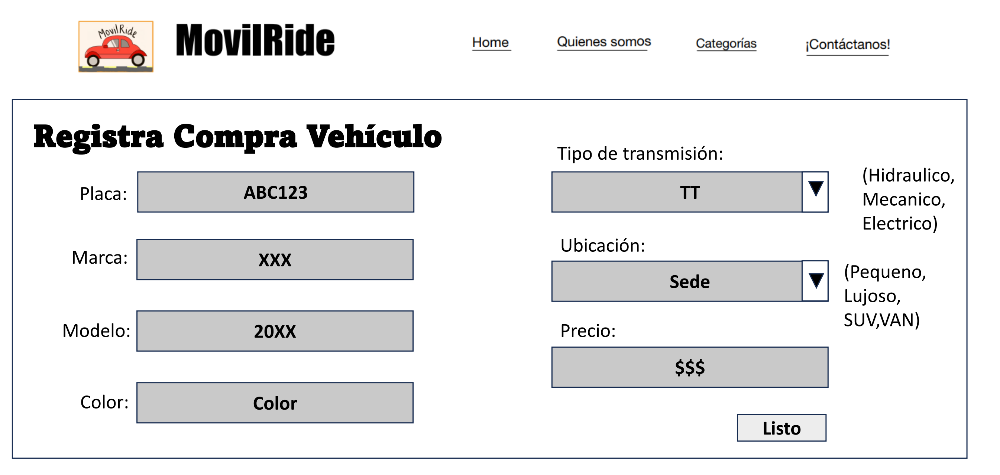 MovilRide
MovilRide
Home
Quienes somos
Categorías
¡Contáctanos!
Registra Compra Vehículo
Placa:
ABC123
Marca:
XXX
Modelo:
20XX
Color:
Color
Tipo de transmisión:
TT
(Hidraulico,
Mecanico,
Electrico)
Ubicación:
Sede
(Pequeno,
Lujoso,
SUV,VAN)
Precio:
$$$
Listo